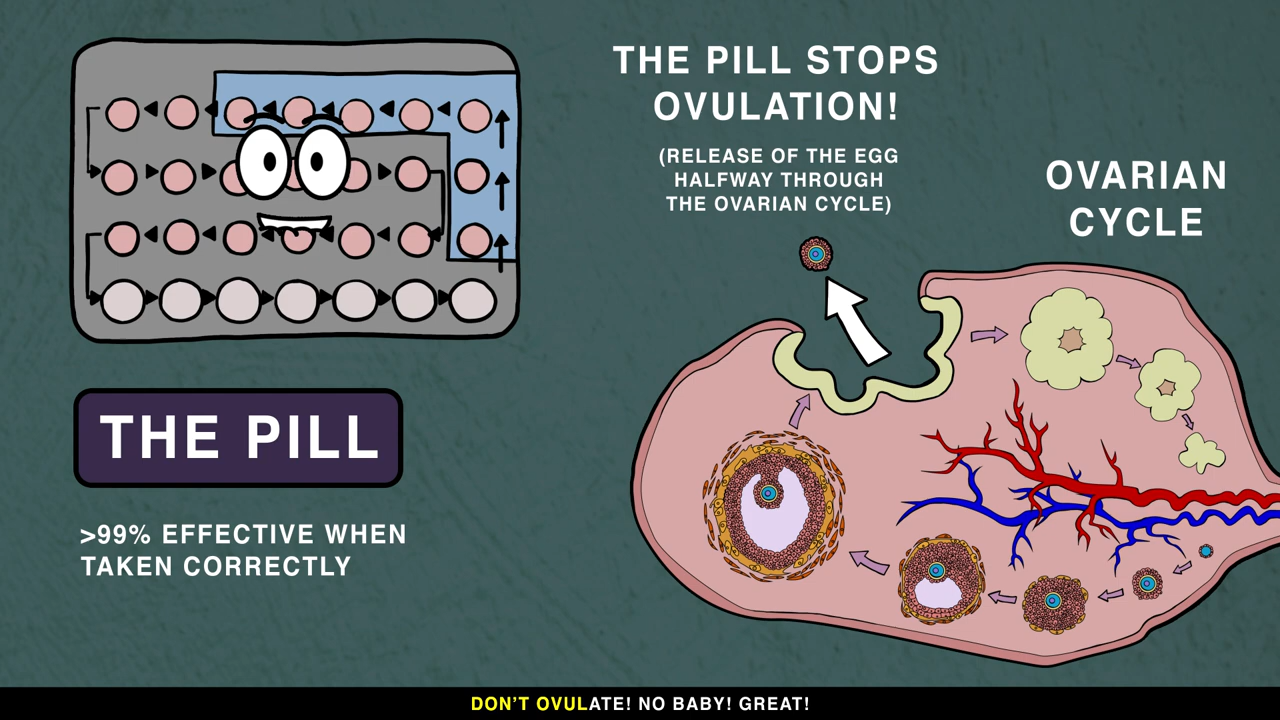 THE PILL STOPS
OVULATION!
(RELEASE OF THE EGG
HALFWAY THROUGH
THE OVARIAN CYCLE)
OVARIAN
CYCLE
THE PILL
>99% EFFECTIVE WHEN
TAKEN CORRECTLY
DON'T OVULATE! NO BABY! GREAT!